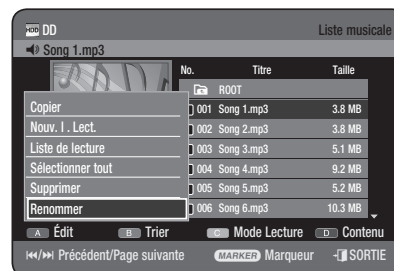 HDD DD Liste musicale
Song 1.mp3
No. Titre Taille
ROOT
Copier
001 Song 1.mp3 3.8 MB
Nouv. l . Lect.
002 Song 2.mp3 3.8 MB
Liste de lecture
003 Song 3.mp3 5.1 MB
Sélectionner tout
004 Song 4.mp3 9.2 MB
Supprimer
005 Song 5.mp3 5.2 MB
Renommer
006 Song 6.mp3 10.3 MB
A Édit B Trier C Mode Lecture D Contenu
Précédent/Page suivante MARKER Marqueur SORTIE